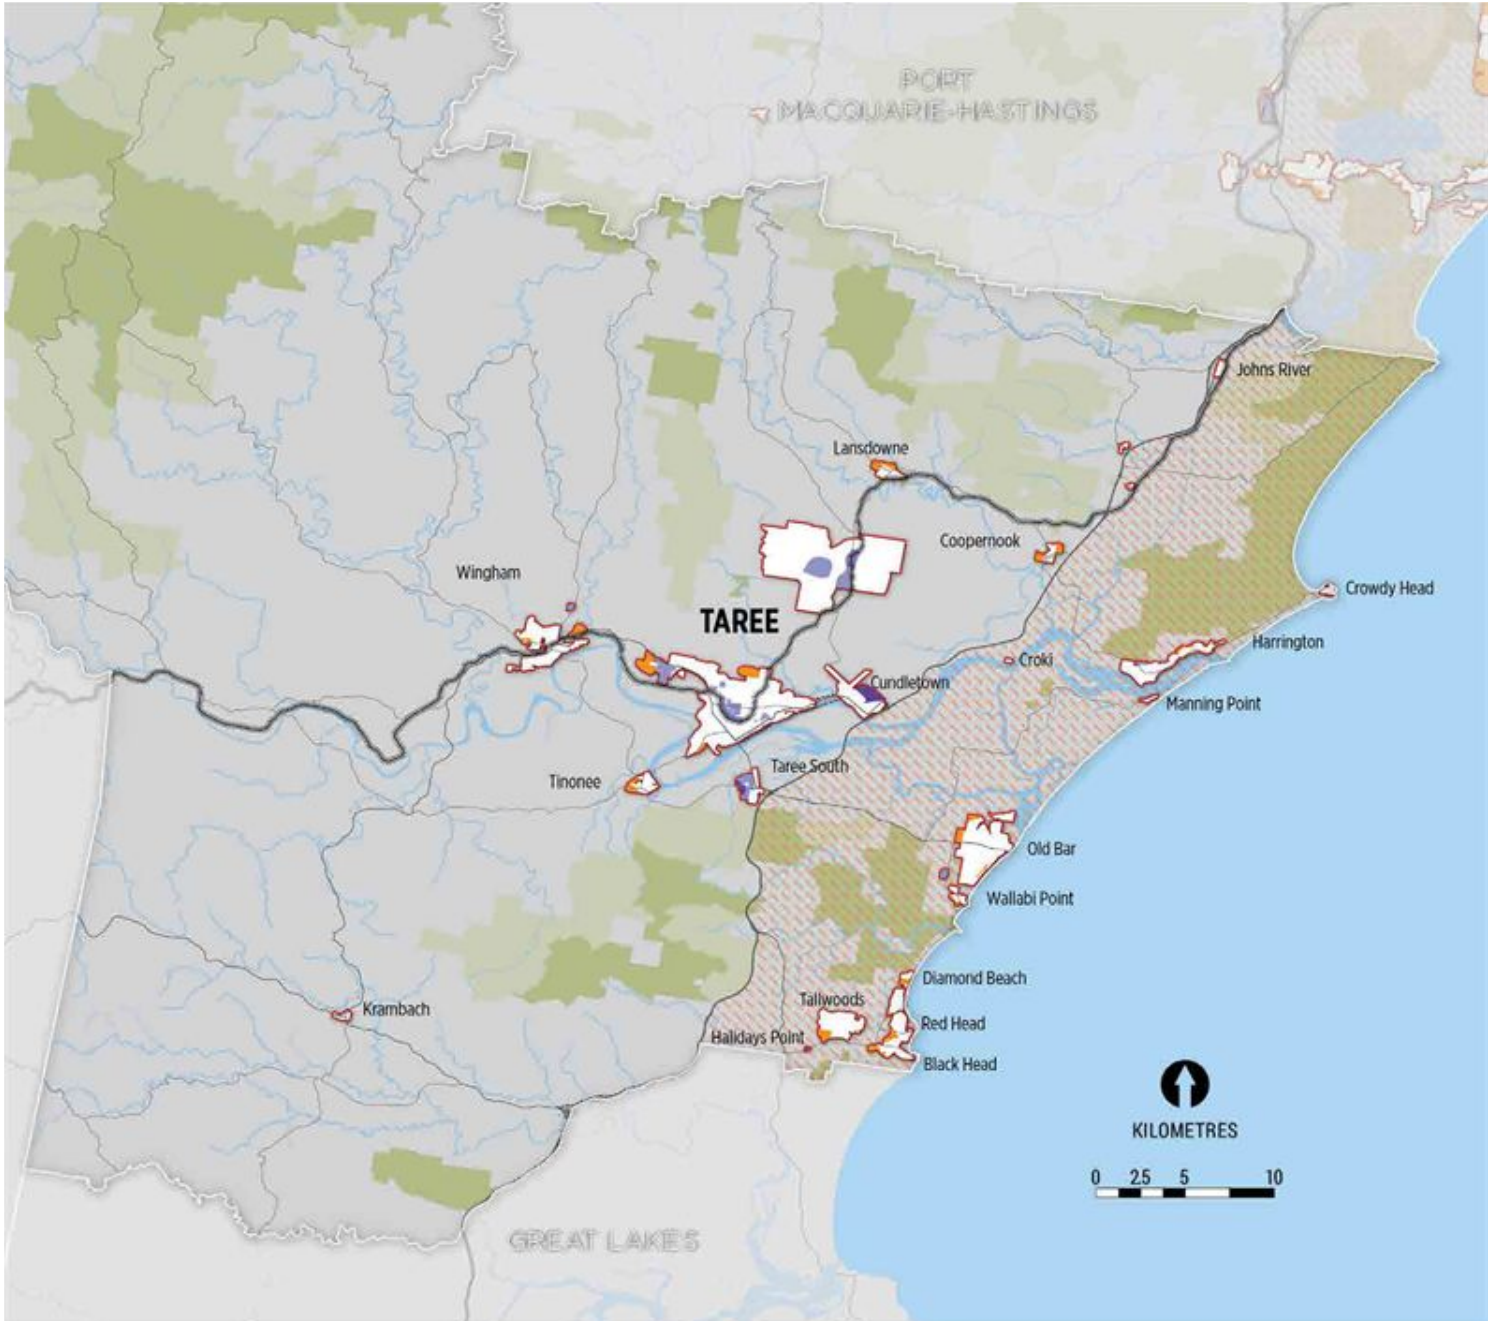 PORT
MACQUARIE-HASTINGS
Johns River
Lansdowne
Coopernook
Wingham
Crowdy Head
TAREE
Harrington
Croki
Cundletown
Manning Point
Taree South
Tinonee
Old Bar
Wallabi Point
Diamond Beach
Tallwoods
Krambach
Red Head
Halidays Point
Black Head
KILOMETRES
0 2.5 5 10
GREAT LAKES